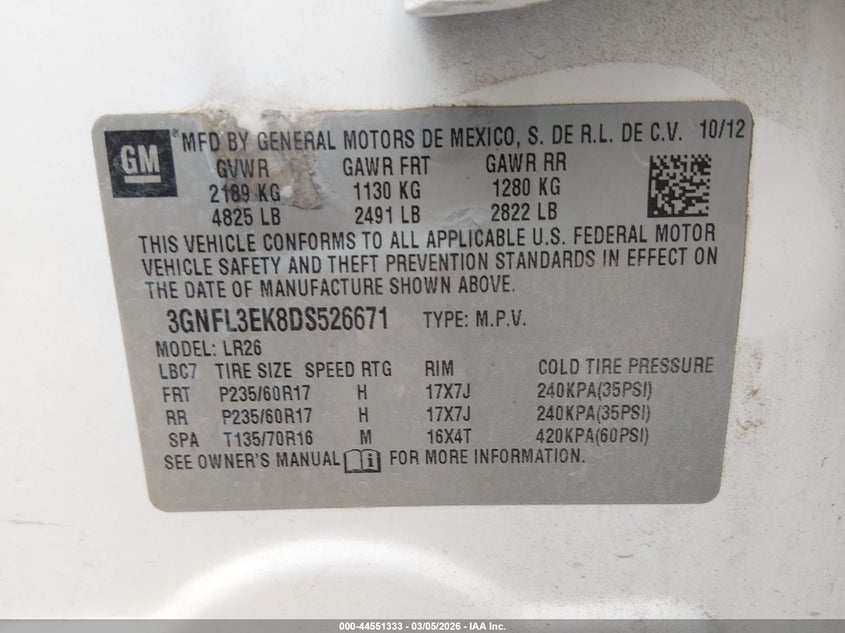 GM
® MFD BY GENERAL MOTORS DE MEXICO, S. DE R.L. DE C.V. 10/12
GVWR GAWR FRT GAWR RR
2189 KG 1130 KG 1280 KG
4825 LB 2491 LB 2822 LB
THIS VEHICLE CONFORMS TO ALL APPLICABLE U.S. FEDERAL MOTOR
VEHICLE SAFETY AND THEFT PREVENTION STANDARDS IN EFFECT ON
THE DATE OF MANUFACTURE SHOWN ABOVE.
3GNFL3EK8DS526671 TYPE: M.P.V.
MODEL: LR26
LBC7 TIRE SIZE SPEED RTG RIM COLD TIRE PRESSURE
FRT P235/60R17 H 17X7J 240KPA(35PSI)
RR P235/60R17 H 17X7J 240KPA(35PSI)
SPA T135/70R16 M 16X4T 420KPA(60PSI)
SEE OWNER'S MANUAL i FOR MORE INFORMATION.
000-44551333 - 03/05/2026 - IAA Inc.